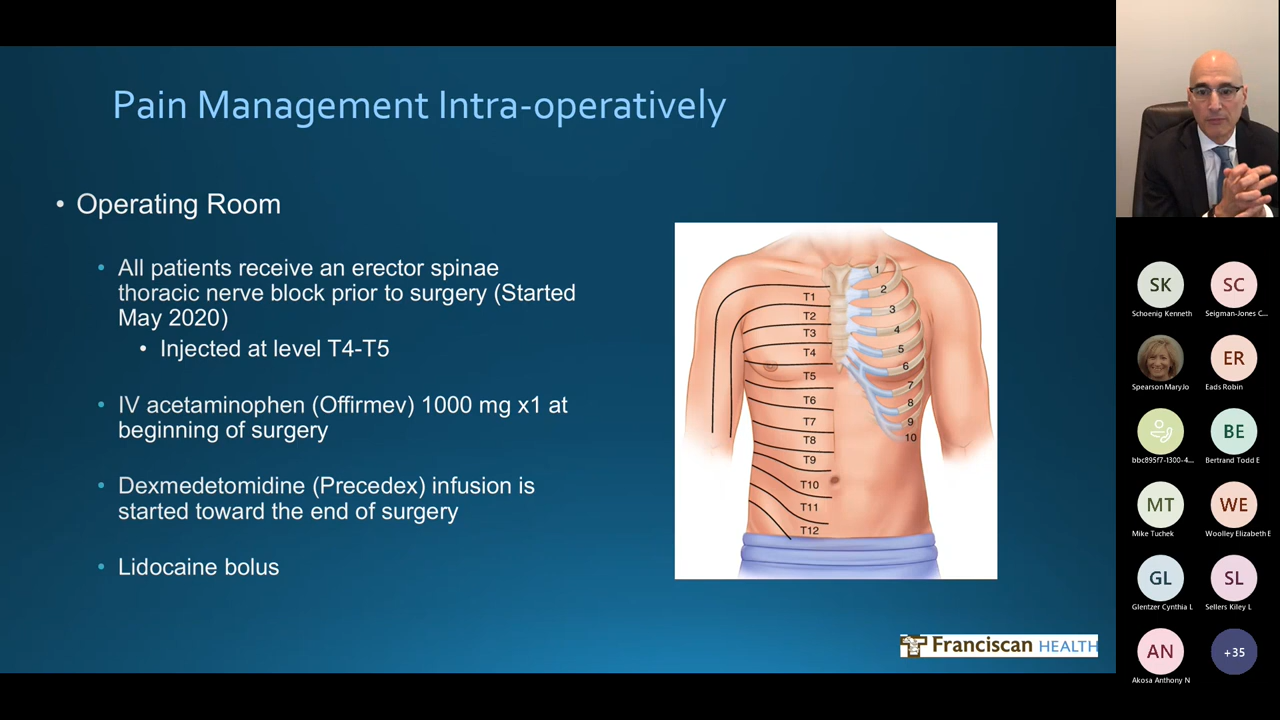 Pain Management Intra-operatively
• Operating Room
• All patients receive an erector spinae
thoracic nerve block prior to surgery (Started
May 2020)
• Injected at level T4-T5
• IV acetaminophen (Offirmev) 1000 mg x1 at
beginning of surgery
• Dexmedetomidine (Precedex) infusion is
started toward the end of surgery
• Lidocaine bolus
T1
T2
T3
T4
T5
T6
T7
T8
T9
T10
T11
T12
1
2
3
4
5
6
7
8
9
10
Franciscan HEALTH
SK
Schoenig Kenneth
SC
Seigman-Jones C...
Spearson MaryJo
ER
Eads Robin
bbc895f7-1300-4...
BE
Bertrand Todd E
MT
Mike Tuchek
WE
Woolley Elizabeth E
GL
Glentzer Cynthia L
SL
Sellers Kiley L
AN
Akosa Anthony N
+35